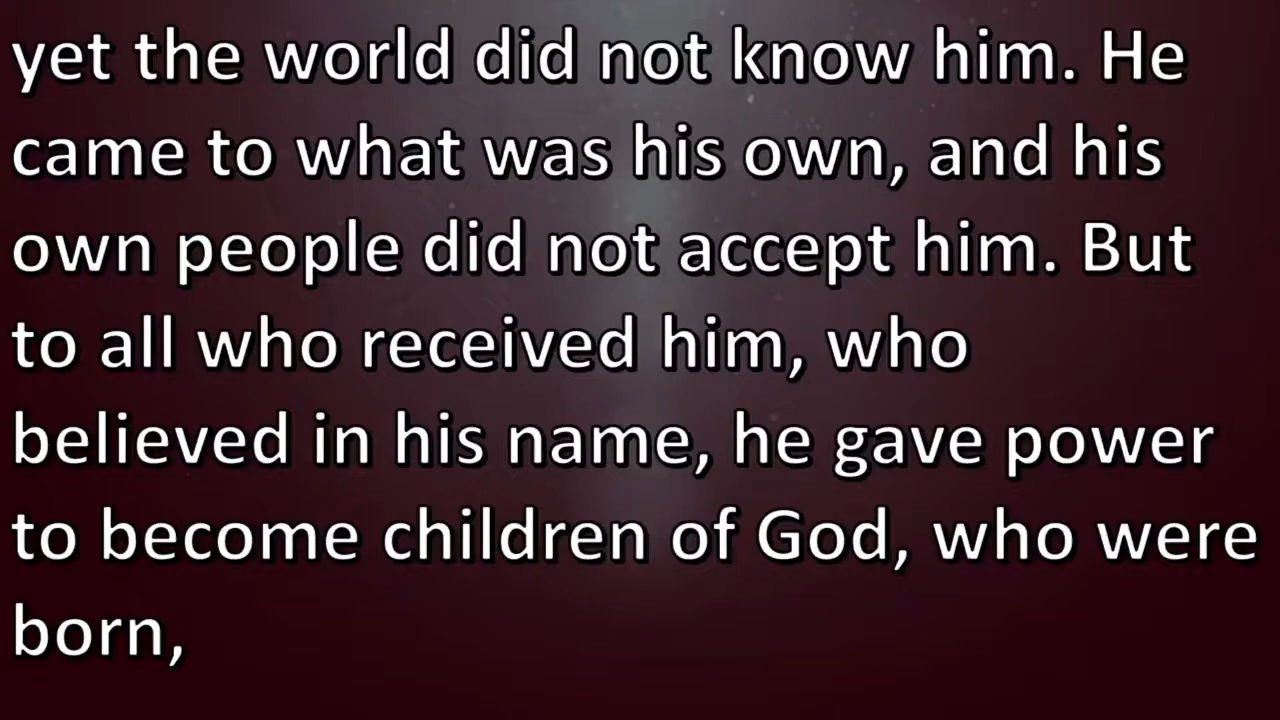 yet the world did not know him. He
came to what was his own, and his
own people did not accept him. But
to all who received him, who
believed in his name, he gave power
to become children of God, who were
born,